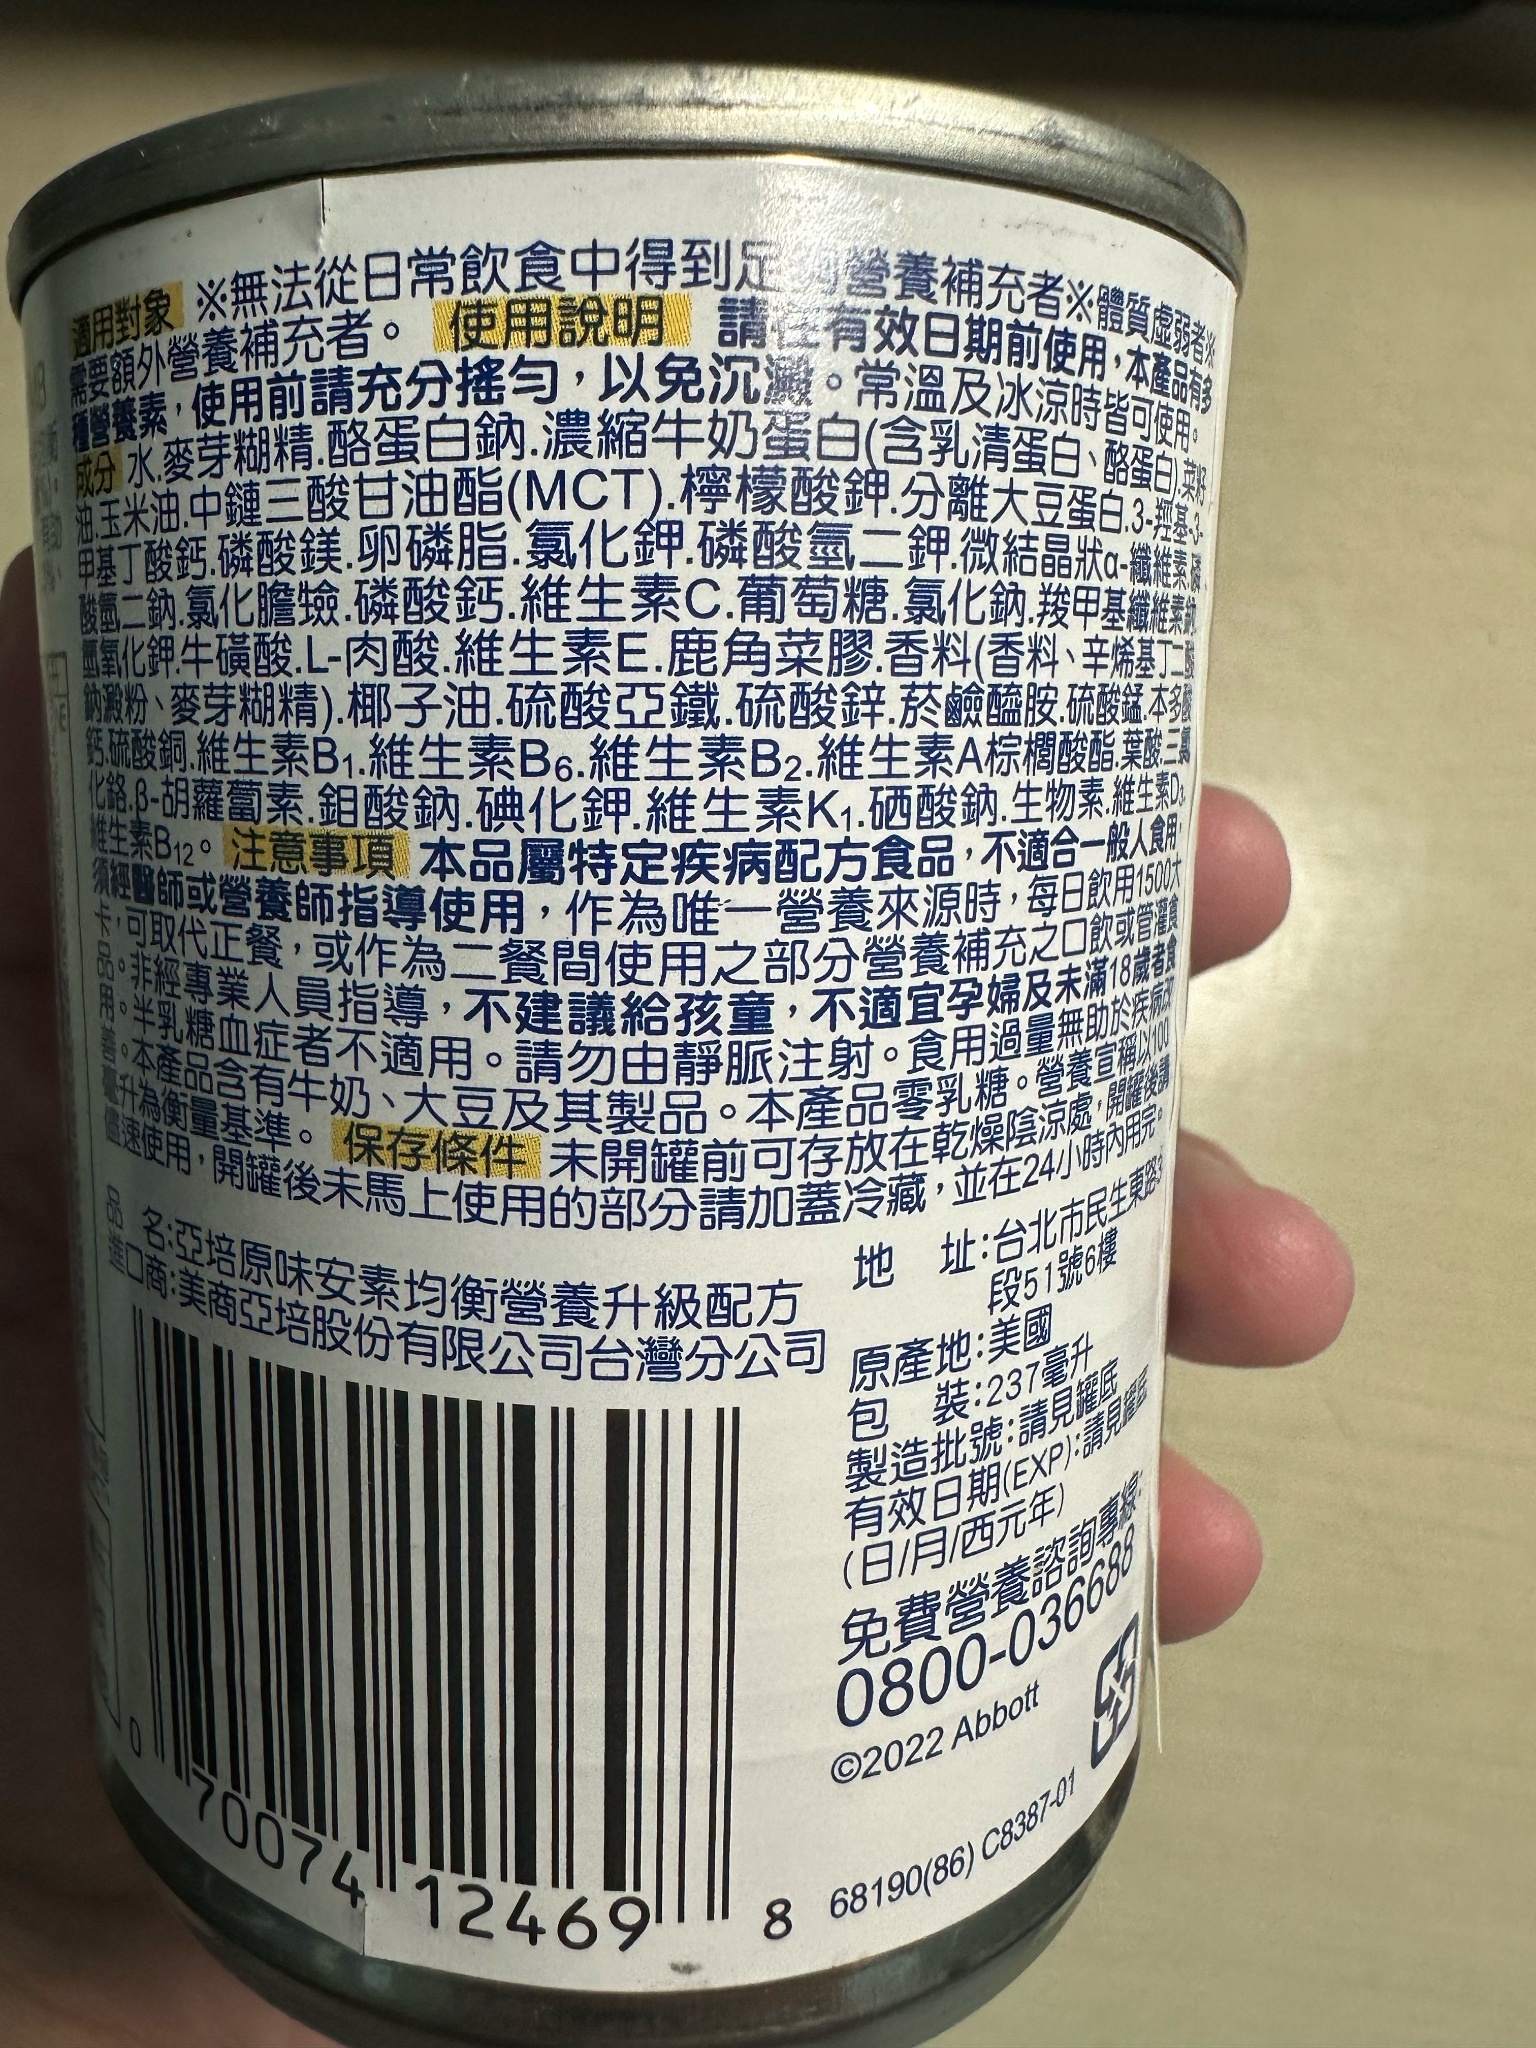 適用對象 ※無法從日常飲食中得到足夠營養補充者※體質虛弱者※
需要額外營養補充者。 使用說明 請在有效日期前使用,本產品有多
種營養素,使用前請充分搖勻,以免沉澱。常溫及冰涼時皆可使用。
成分 水.麥芽糊精.酪蛋白鈉.濃縮牛奶蛋白(含乳清蛋白、酪蛋白).菜籽
油.玉米油.中鏈三酸甘油酯(MCT).檸檬酸鉀.分離大豆蛋白.3-羥基-3-
甲基丁酸鈣.磷酸鎂.卵磷脂.氯化鉀.磷酸氫二鉀.微結晶狀α-纖維素.磷
酸氫二鈉.氯化膽鹼.磷酸鈣.維生素C.葡萄糖.氯化鈉.羧甲基纖維素鈉.
氫氧化鉀.牛磺酸.L-肉酸.維生素E.鹿角菜膠.香料(香料、辛烯基丁二酸
鈉澱粉、麥芽糊精).椰子油.硫酸亞鐵.硫酸鋅.菸鹼醯胺.硫酸錳.本多酸
鈣.硫酸銅.維生素B1.維生素B6.維生素B2.維生素A棕櫚酸酯.葉酸.三氯
化鉻.β-胡蘿蔔素.鉬酸鈉.碘化鉀.維生素K1.硒酸鈉.生物素.維生素D3.
維生素B12。 注意事項 本品屬特定疾病配方食品,不適合一般人食用,
須經醫師或營養師指導使用,作為唯一營養來源時,每日飲用1500大
卡,可取代正餐,或作為二餐間使用之部分營養補充之口飲或管灌食
品。非經專業人員指導,不建議給孩童,不適宜孕婦及未滿18歲者食
用。半乳糖血症者不適用。請勿由靜脈注射。食用過量無助於疾病改
善。本產品含有牛奶、大豆及其製品。本產品零乳糖。營養宣稱以100
毫升為衡量基準。 保存條件 未開罐前可存放在乾燥陰涼處,開罐後請
儘速使用,開罐後未馬上使用的部分請加蓋冷藏,並在24小時內用完。
品 名:亞培原味安素均衡營養升級配方
進口商:美商亞培股份有限公司台灣分公司
地 址:台北市民生東路3
段51號6樓
原產地:美國
包 裝:237毫升
製造批號:請見罐底
有效日期(EXP):請見罐底
(日/月/西元年)
免費營養諮詢專線:
0800-036688
©2022 Abbott
68190(86) C8387-01
0 70074 12469 8